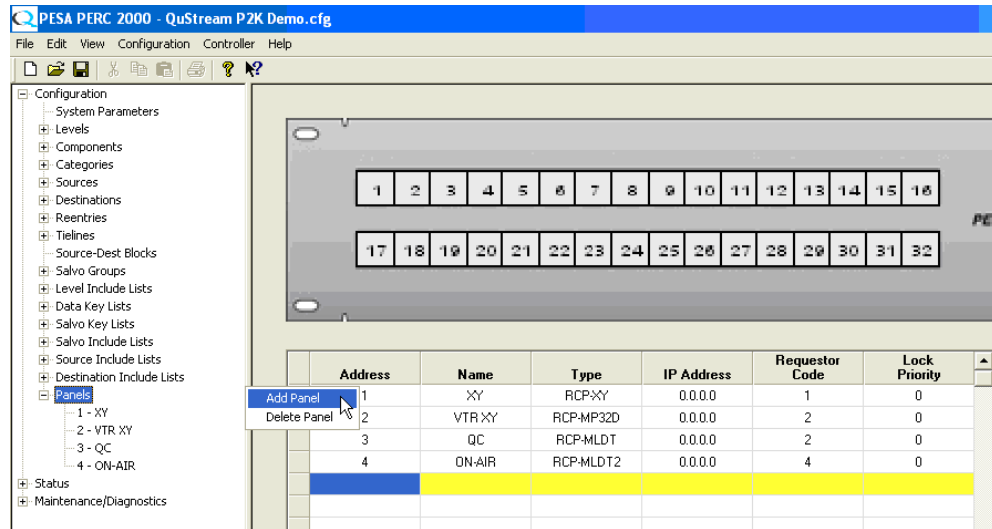 PESA PERC 2000 - QuStream P2K Demo.cfg
File Edit View Configuration Controller Help
Configuration
System Parameters
Levels
Components
Categories
Sources
Destinations
Reentries
Tielines
Source-Dest Blocks
Salvo Groups
Level Include Lists
Data Key Lists
Salvo Key Lists
Salvo Include Lists
Source Include Lists
Destination Include Lists
Panels
1 - XY
2 - VTR XY
3 - QC
4 - ON-AIR
Status
Maintenance/Diagnostics
Add Panel
Delete Panel
1 2 3 4 5 6 7 8 9 10 11 12 13 14 15 16
PE
17 18 19 20 21 22 23 24 25 26 27 28 29 30 31 32
Address Name Type IP Address Requestor Code Lock Priority
1 XY RCP-XY 0.0.0.0 1 0
2 VTR XY RCP-MP32D 0.0.0.0 2 0
3 QC RCP-MLDT 0.0.0.0 2 0
4 ON-AIR RCP-MLDT2 0.0.0.0 4 0